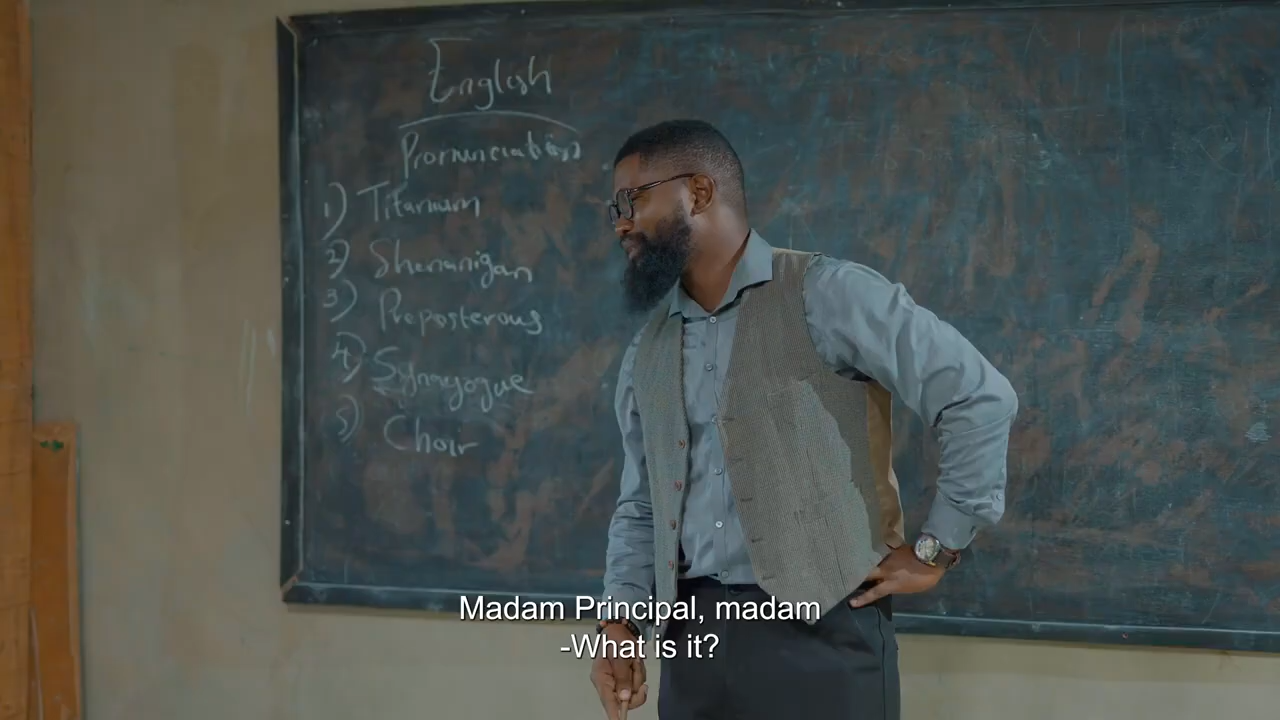 English
Pronunciation
1) Titanium
2) Shenanigan
3) Preposterous
4) Synagogue
5) Choir
Madam Principal, madam
-What is it?